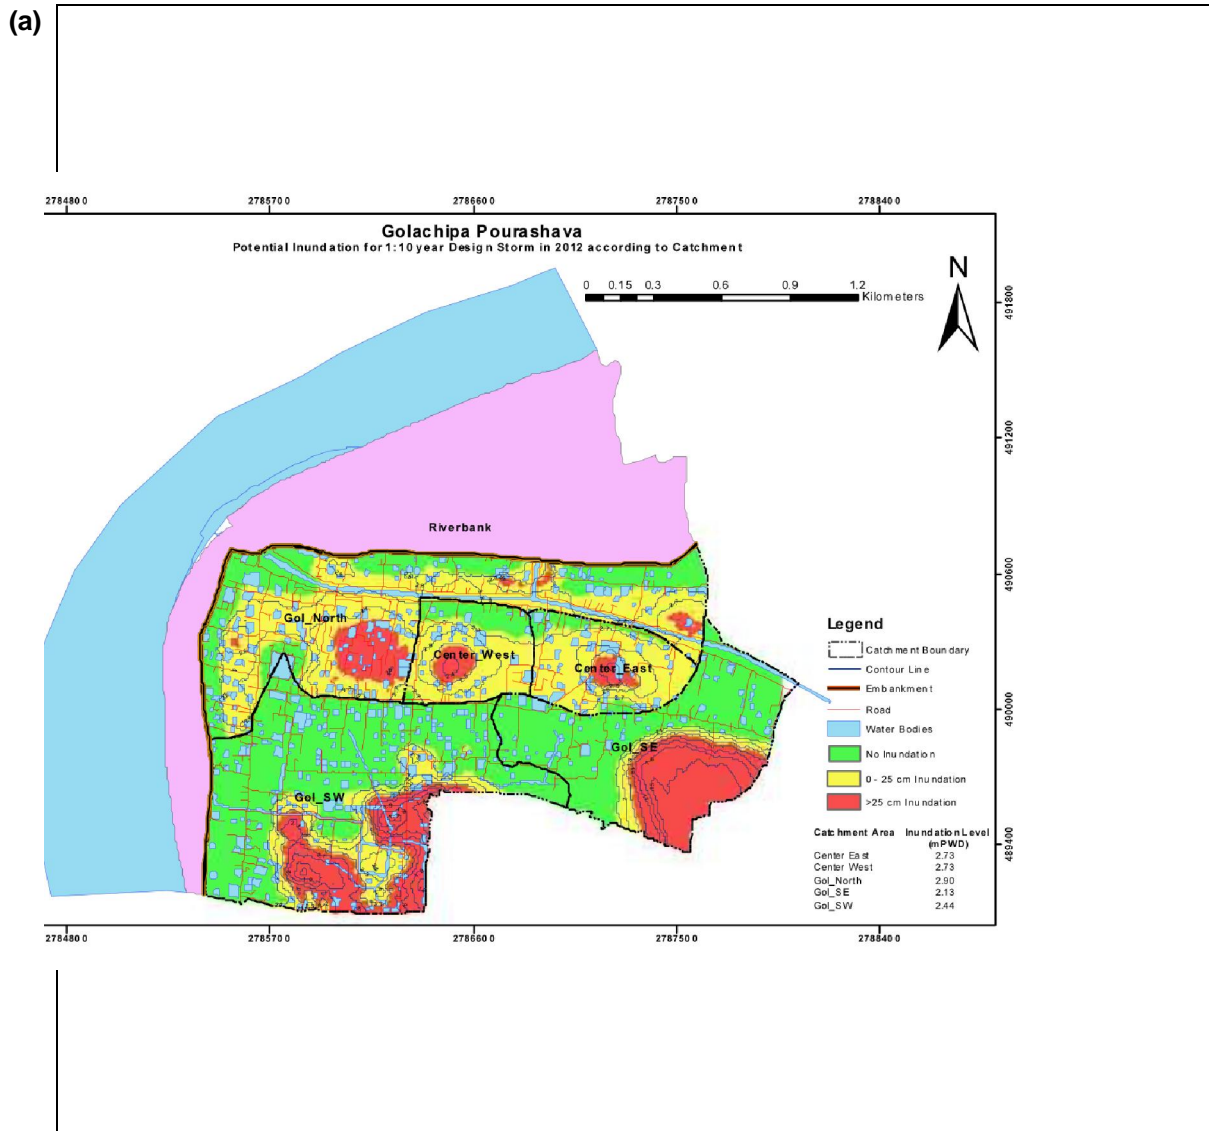 (a)
2784800 2785700 2786600 2787500 2788400
Golachipa Pourashava
Potential Inundation for 1:10 year Design Storm in 2012 according to Catchment
0 0.15 0.3 0.6 0.9 1.2
Kilometers
N
491800
491200
490600
490000
489400
Riverbank
Gol_North
Center_West
Center_East
Gol_SE
Gol_SW
Legend
Catchment Boundary
Contour Line
Embankment
Road
Water Bodies
No Inundation
0 - 25 cm Inundation
>25 cm Inundation
Catchment Area Inundation Level
(mPWD)
Center East 2.73
Center West 2.73
Gol_North 2.90
Gol_SE 2.13
Gol_SW 2.44
2784800 2785700 2786600 2787500 2788400